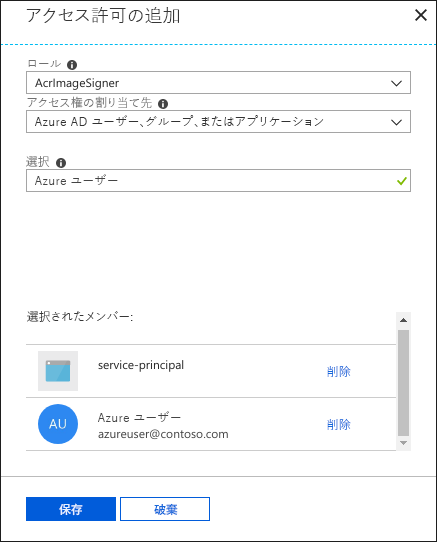 アクセス許可の追加
ロール
AcrImageSigner
アクセス権の割り当て先
Azure AD ユーザー、グループ、またはアプリケーション
選択
Azure ユーザー
選択されたメンバー:
service-principal
削除
AU
Azure ユーザー
azureuser@contoso.com
削除
保存
破棄